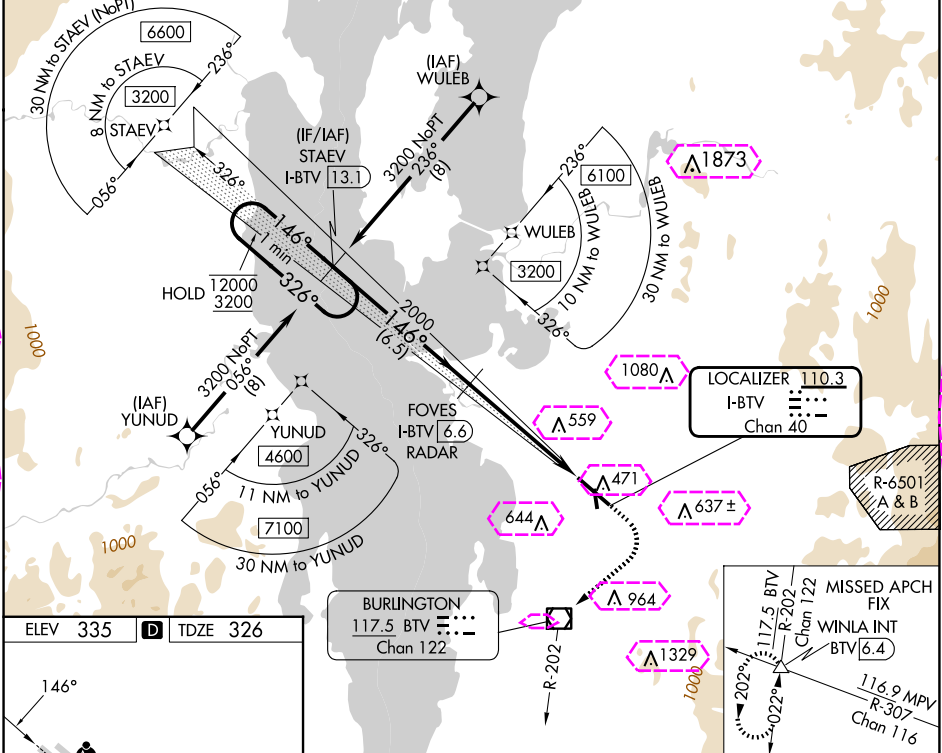 30 NM to STAEV (NoPT)
6600
8 NM to STAEV
3200
236°
STAEV
056°
326°
(IAF)
WULEB
3200 NoPT
236°
(8)
(IF/IAF)
STAEV
I-BTV 13.1
146°
1 min
326°
HOLD 12000
3200
2000
146°
(6.5)
236°
6100
WULEB
3200
10 NM to WULEB
30 NM to WULEB
326°
1873
1000
1000
3200 NoPT
056°
(8)
(IAF)
YUNUD
YUNUD
4600
056°
326°
11 NM to YUNUD
7100
30 NM to YUNUD
1000
FOVES
I-BTV 6.6
RADAR
1080
559
471
644
637 ±
964
1329
1000
LOCALIZER 110.3
I-BTV
Chan 40
R-6501
A & B
BURLINGTON
117.5 BTV
Chan 122
R-202
ELEV 335
D
TDZE 326
146°
MISSED APCH
FIX
WINLA INT
BTV 6.4
117.5 BTV
R-202
Chan 122
202°
022°
116.9 MPV
R-307
Chan 116